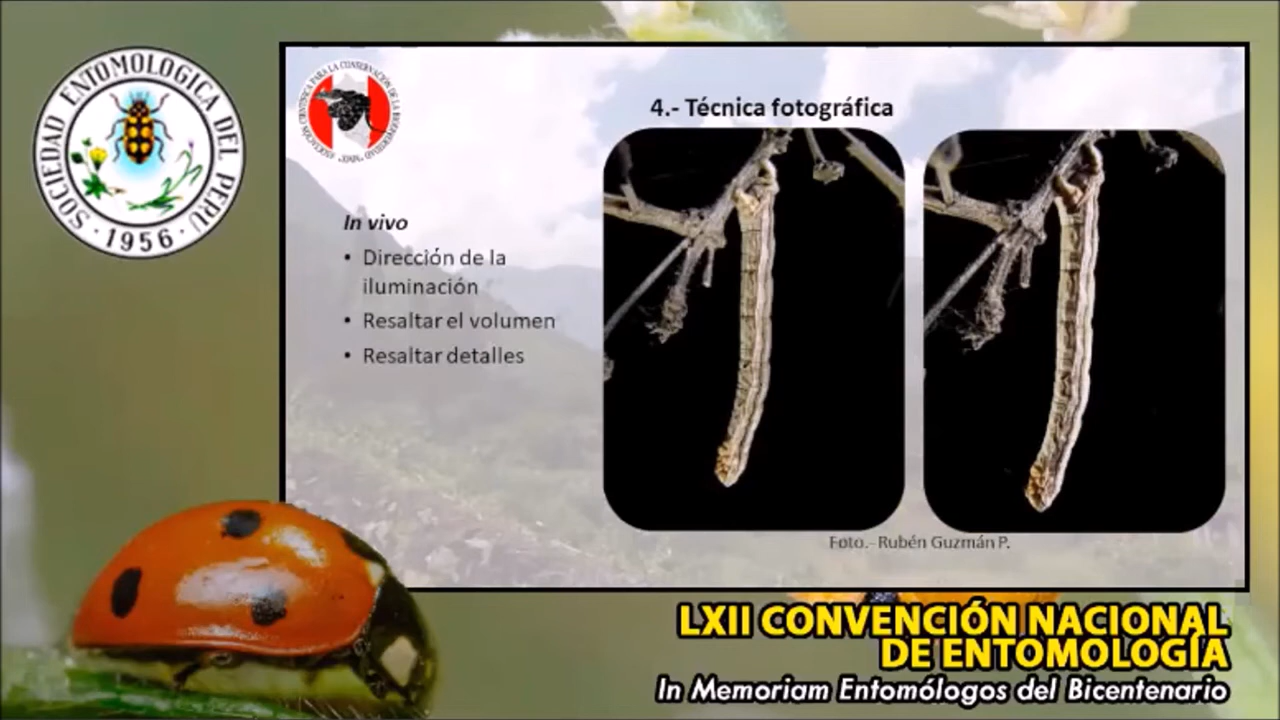 SOCIEDAD ENTOMOLOGICA DEL PERU
· 1956 ·
4.- Técnica fotográfica
In vivo
• Dirección de la
iluminación
• Resaltar el volumen
• Resaltar detalles
Foto.- Rubén Guzmán P.
LXII CONVENCIÓN NACIONAL
DE ENTOMOLOGÍA
In Memoriam Entomólogos del Bicentenario